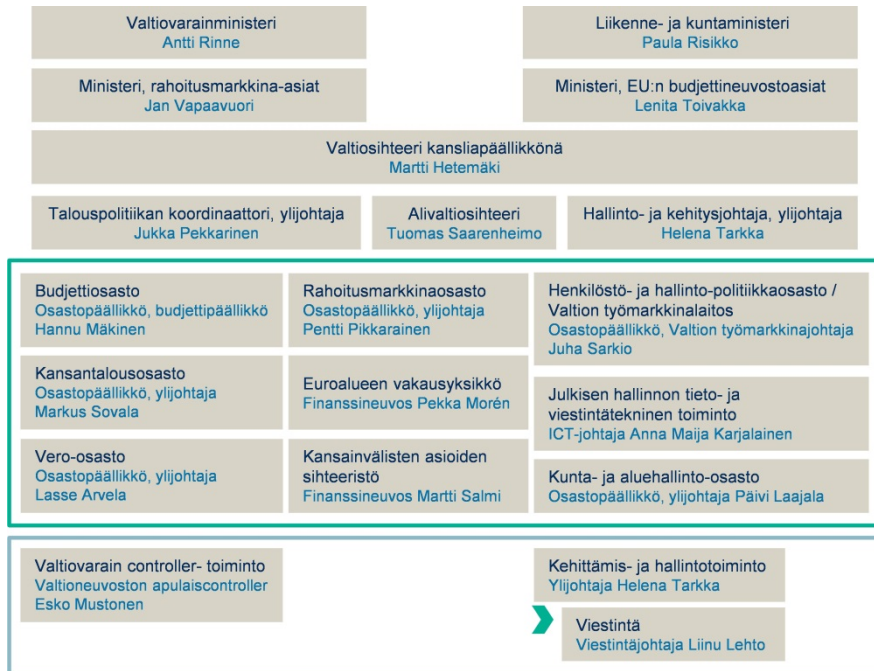 Valtiovarainministeri
Antti Rinne
Liikenne- ja kuntaministeri
Paula Risikko
Ministeri, rahoitusmarkkina-asiat
Jan Vapaavuori
Ministeri, EU:n budjettineuvostoasiat
Lenita Toivakka
Valtiosihteeri kansliapäällikkönä
Martti Hetemäki
Talouspolitiikan koordinaattori, ylijohtaja
Jukka Pekkarinen
Alivaltiosihteeri
Tuomas Saarenheimo
Hallinto- ja kehitysjohtaja, ylijohtaja
Helena Tarkka
Budjettiosasto
Osastopäällikkö, budjettipäällikkö
Hannu Mäkinen
Rahoitusmarkkinaosasto
Osastopäällikkö, ylijohtaja
Pentti Pikkarainen
Henkilöstö- ja hallinto-politiikkaosasto /
Valtion työmarkkinalaitos
Osastopäällikkö, Valtion työmarkkinajohtaja
Juha Sarkio
Kansantalousosasto
Osastopäällikkö, ylijohtaja
Markus Sovala
Euroalueen vakausyksikkö
Finanssineuvos Pekka Morén
Julkisen hallinnon tieto- ja
viestintätekninen toiminto
ICT-johtaja Anna Maija Karjalainen
Vero-osasto
Osastopäällikkö, ylijohtaja
Lasse Arvela
Kansainvälisten asioiden
sihteeristö
Finanssineuvos Martti Salmi
Kunta- ja aluehallinto-osasto
Osastopäällikkö, ylijohtaja Päivi Laajala
Valtiovarain controller- toiminto
Valtioneuvoston apulaiscontroller
Esko Mustonen
Kehittämis- ja hallintotoiminto
Ylijohtaja Helena Tarkka
Viestintä
Viestintäjohtaja Liinu Lehto